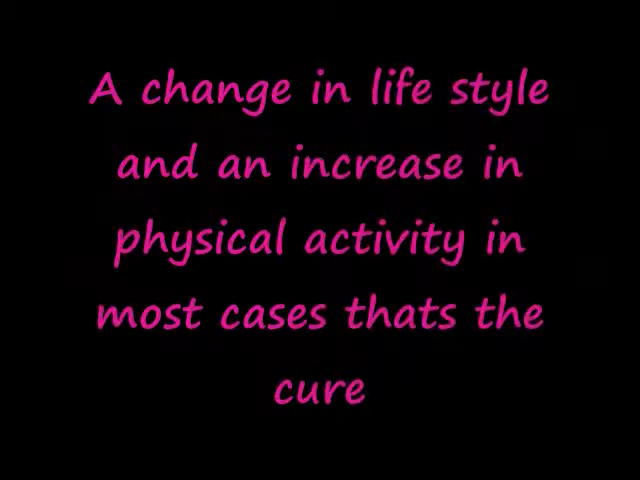 A change in life style
and an increase in
physical activity in
most cases thats the
cure